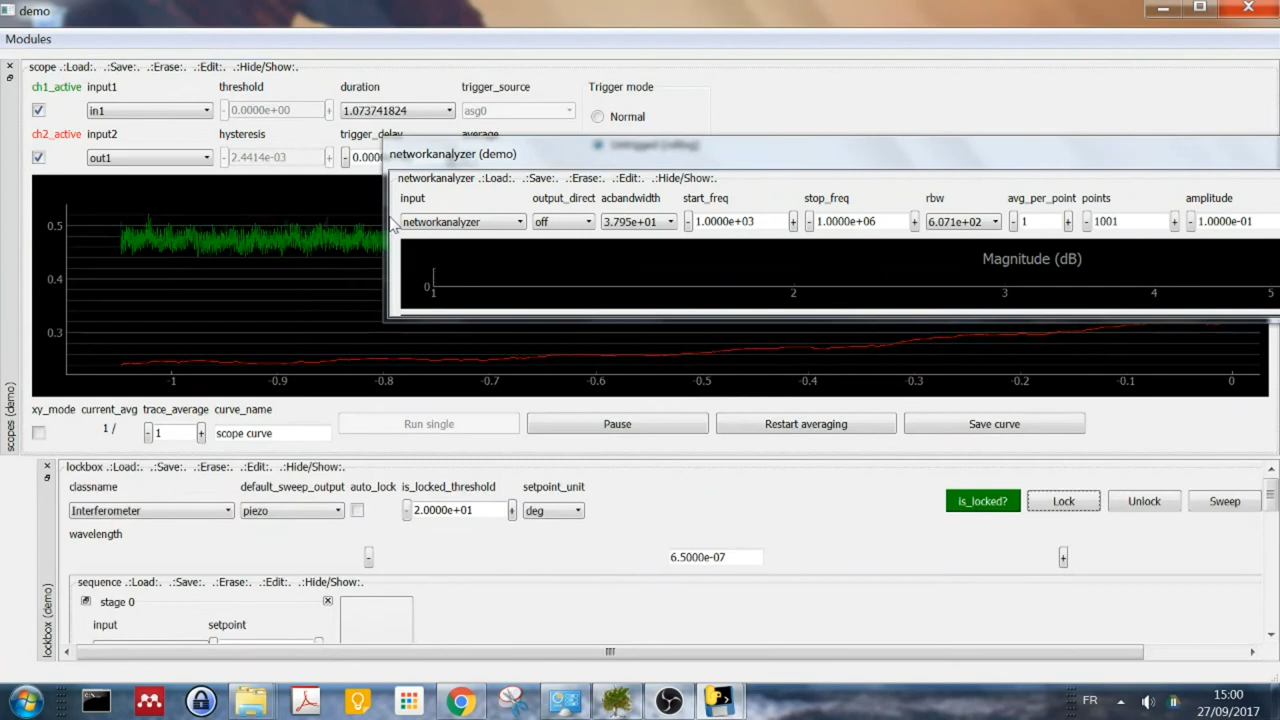 demo
Modules
scope .:Load:. .:Save:. .:Erase:. .:Edit:. .:Hide/Show:.
ch1_active input1 threshold duration trigger_source Trigger mode
in1 - 0.0000e+00 + 1.073741824 asg0 Normal
ch2_active input2 hysteresis trigger_delay average
out1 - 2.4414e-03 + - 0.000 Untrigged (rolling)
networkanalyzer (demo)
networkanalyzer .:Load:. .:Save:. .:Erase:. .:Edit:. .:Hide/Show:.
input output_direct acbandwidth start_freq stop_freq rbw avg_per_point points amplitude
networkanalyzer off 3.795e+01 - 1.0000e+03 + - 1.0000e+06 + 6.071e+02 - 1 + - 1001 + - 1.0000e-01
Magnitude (dB)
0
1 2 3 4 5
0.5
0.4
0.3
-1 -0.9 -0.8 -0.7 -0.6 -0.5 -0.4 -0.3 -0.2 -0.1 0
scopes (demo)
xy_mode current_avg trace_average curve_name
1 / - 1 + scope curve Run single Pause Restart averaging Save curve
lockbox .:Load:. .:Save:. .:Erase:. .:Edit:. .:Hide/Show:.
classname default_sweep_output auto_lock is_locked_threshold setpoint_unit
Interferometer piezo - 2.0000e+01 + deg is_locked? Lock Unlock Sweep
wavelength
- 6.5000e-07 +
sequence .:Load:. .:Save:. .:Erase:. .:Edit:. .:Hide/Show:.
stage 0
input setpoint
lockbox (demo)
FR 15:00
27/09/2017